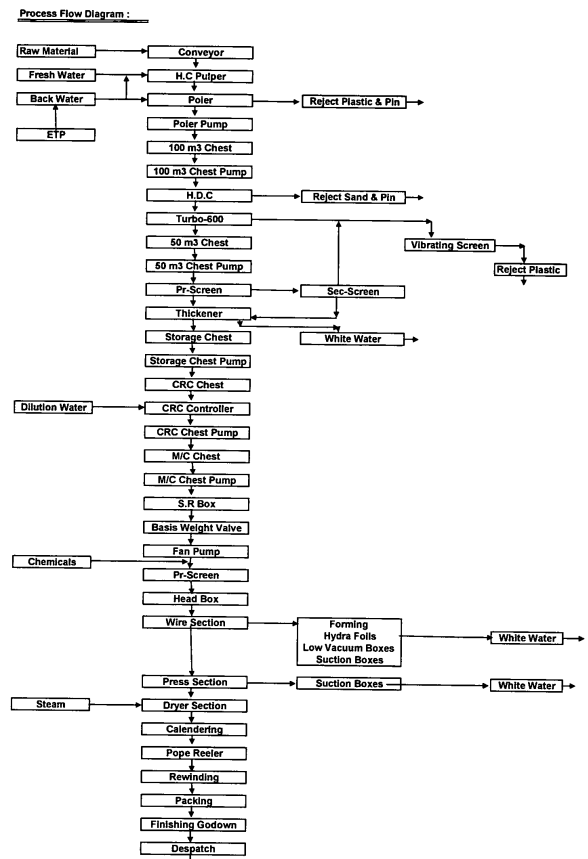 Process Flow Diagram :
Raw Material
Conveyor
Fresh Water
H.C Pulper
Back Water
Poler
Reject Plastic & Pin
Poler Pump
ETP
100 m3 Chest
100 m3 Chest Pump
H.D.C
Reject Sand & Pin
Turbo-600
50 m3 Chest
Vibrating Screen
50 m3 Chest Pump
Reject Plastic
Pr-Screen
Sec-Screen
Thickener
Storage Chest
White Water
Storage Chest Pump
CRC Chest
Dilution Water
CRC Controller
CRC Chest Pump
M/C Chest
M/C Chest Pump
S.R Box
Basis Weight Valve
Fan Pump
Chemicals
Pr-Screen
Head Box
Wire Section
Forming
Hydra Foils
Low Vacuum Boxes
Suction Boxes
White Water
Press Section
Suction Boxes
White Water
Steam
Dryer Section
Calendering
Pope Reeler
Rewinding
Packing
Finishing Godown
Despatch